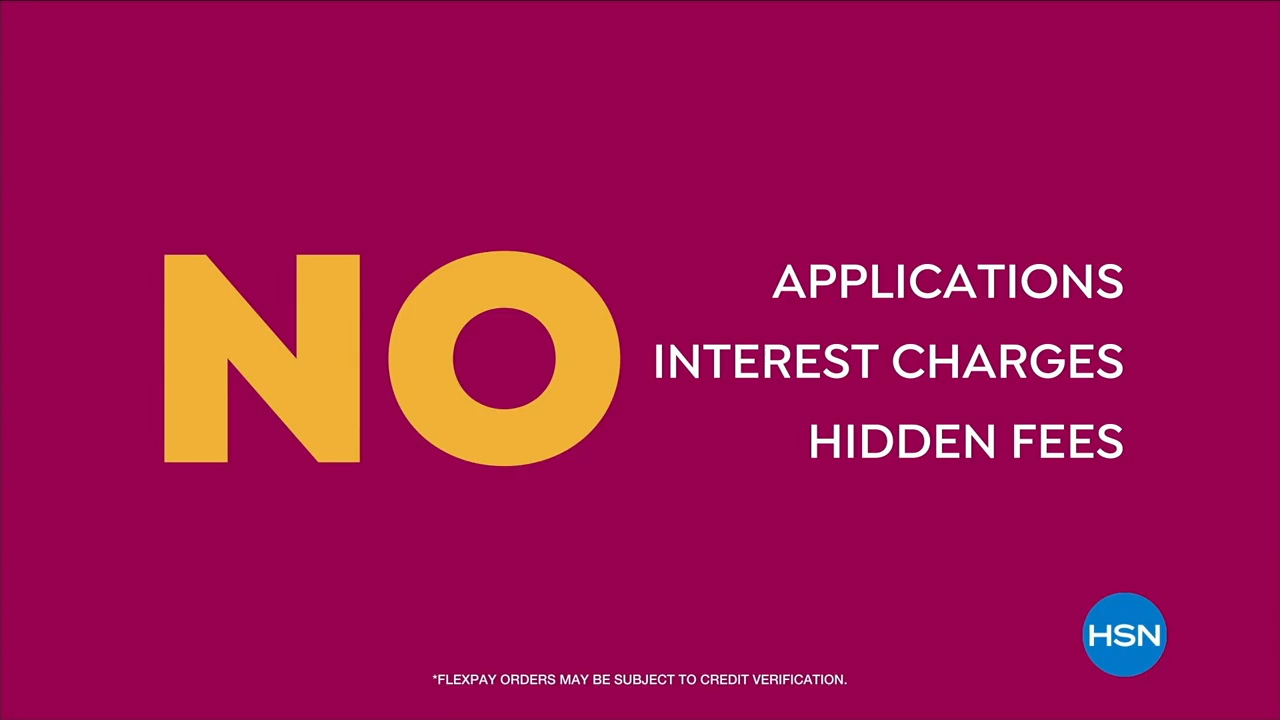 NO
APPLICATIONS
INTEREST CHARGES
HIDDEN FEES
HSN
*FLEXPAY ORDERS MAY BE SUBJECT TO CREDIT VERIFICATION.